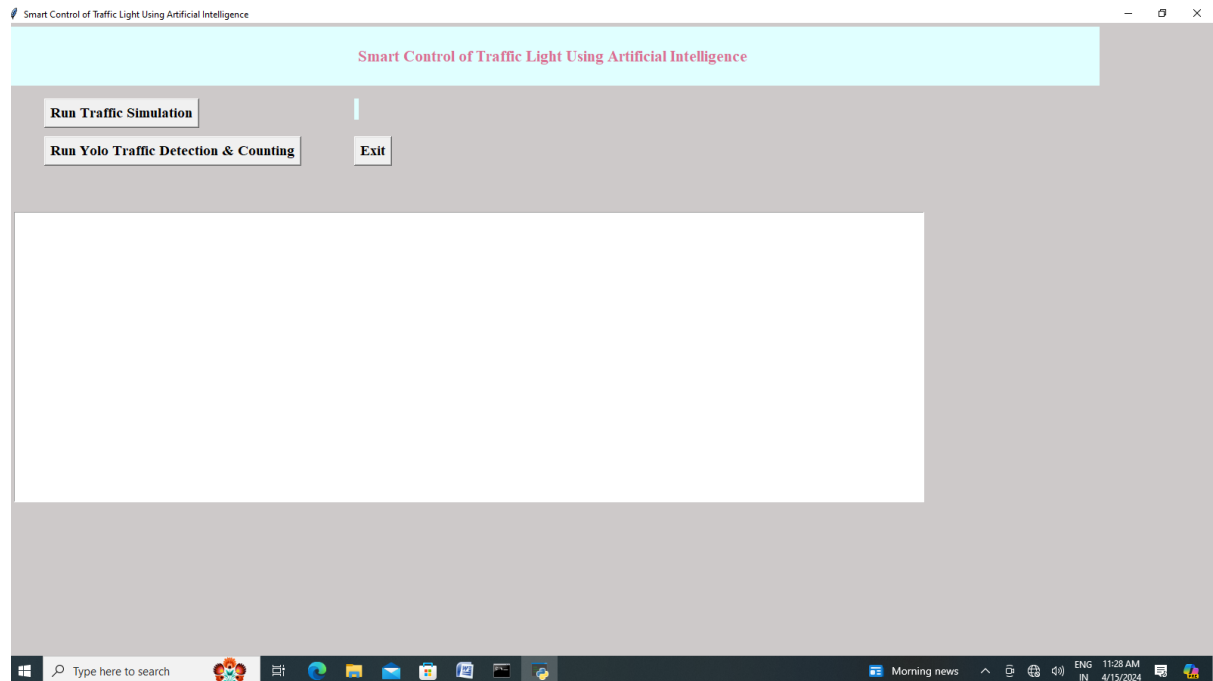 Smart Control of Traffic Light Using Artificial Intelligence
Smart Control of Traffic Light Using Artificial Intelligence
Run Traffic Simulation
Run Yolo Traffic Detection & Counting
Exit
Type here to search
Morning news
ENG
IN
11:28 AM
4/15/2024